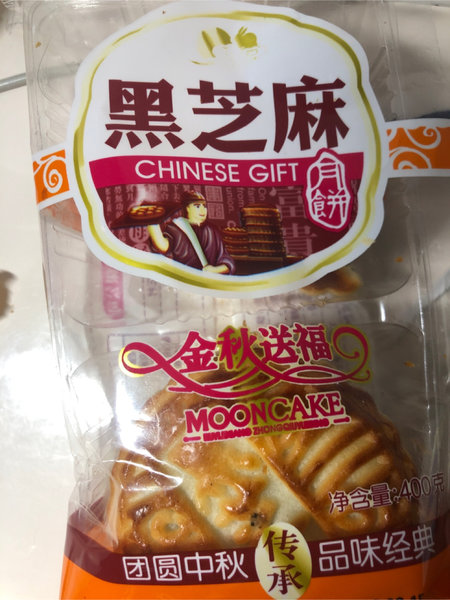 黑芝麻
CHINESE GIFT
月餅
金秋送福
MOONCAKE
净含量:400克
团圆中秋 传承 品味经典